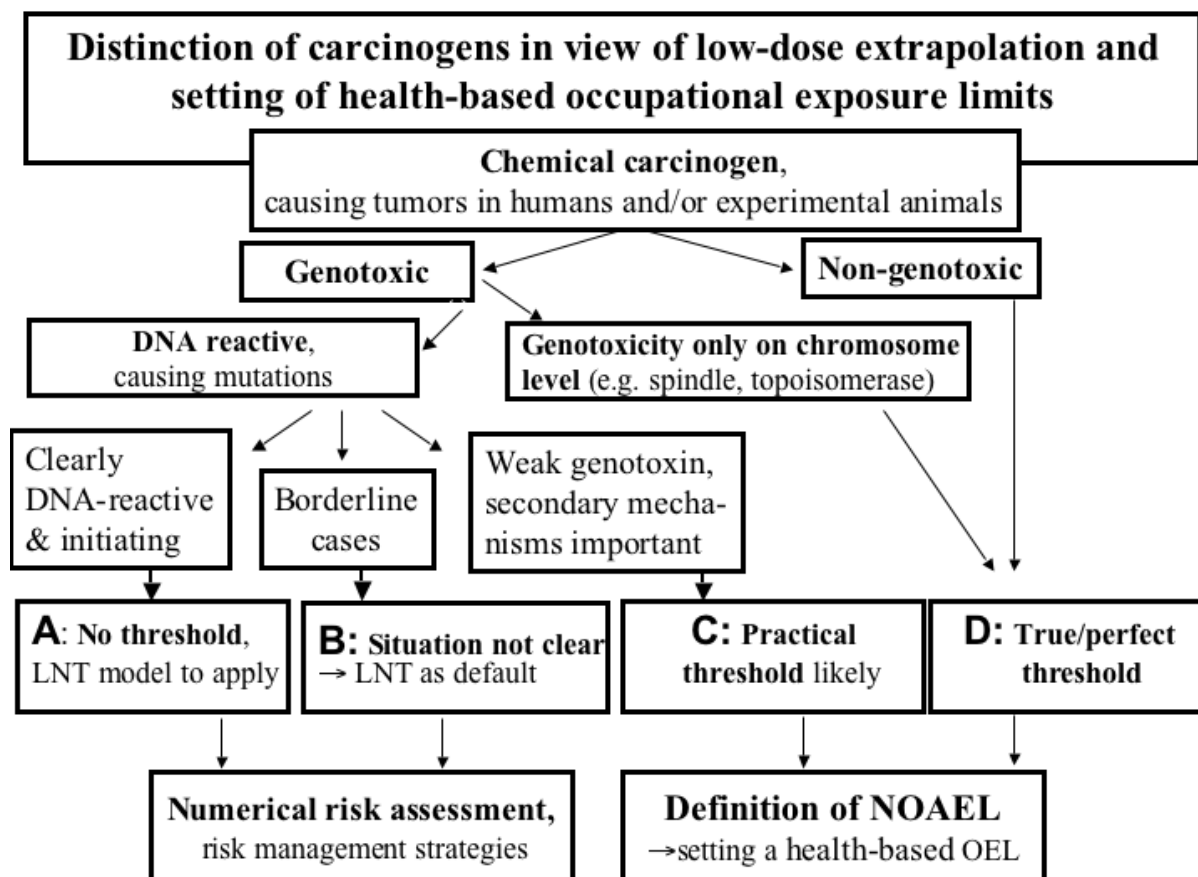 Distinction of carcinogens in view of low-dose extrapolation and
setting of health-based occupational exposure limits
Chemical carcinogen,
causing tumors in humans and/or experimental animals
Genotoxic
Non-genotoxic
DNA reactive,
causing mutations
Genotoxicity only on chromosome
level (e.g. spindle, topoisomerase)
Clearly
DNA-reactive
& initiating
Borderline
cases
Weak genotoxin,
secondary mecha-
nisms important
A: No threshold,
LNT model to apply
B: Situation not clear
→ LNT as default
C: Practical
threshold likely
D: True/perfect
threshold
Numerical risk assessment,
risk management strategies
Definition of NOAEL
→setting a health-based OEL